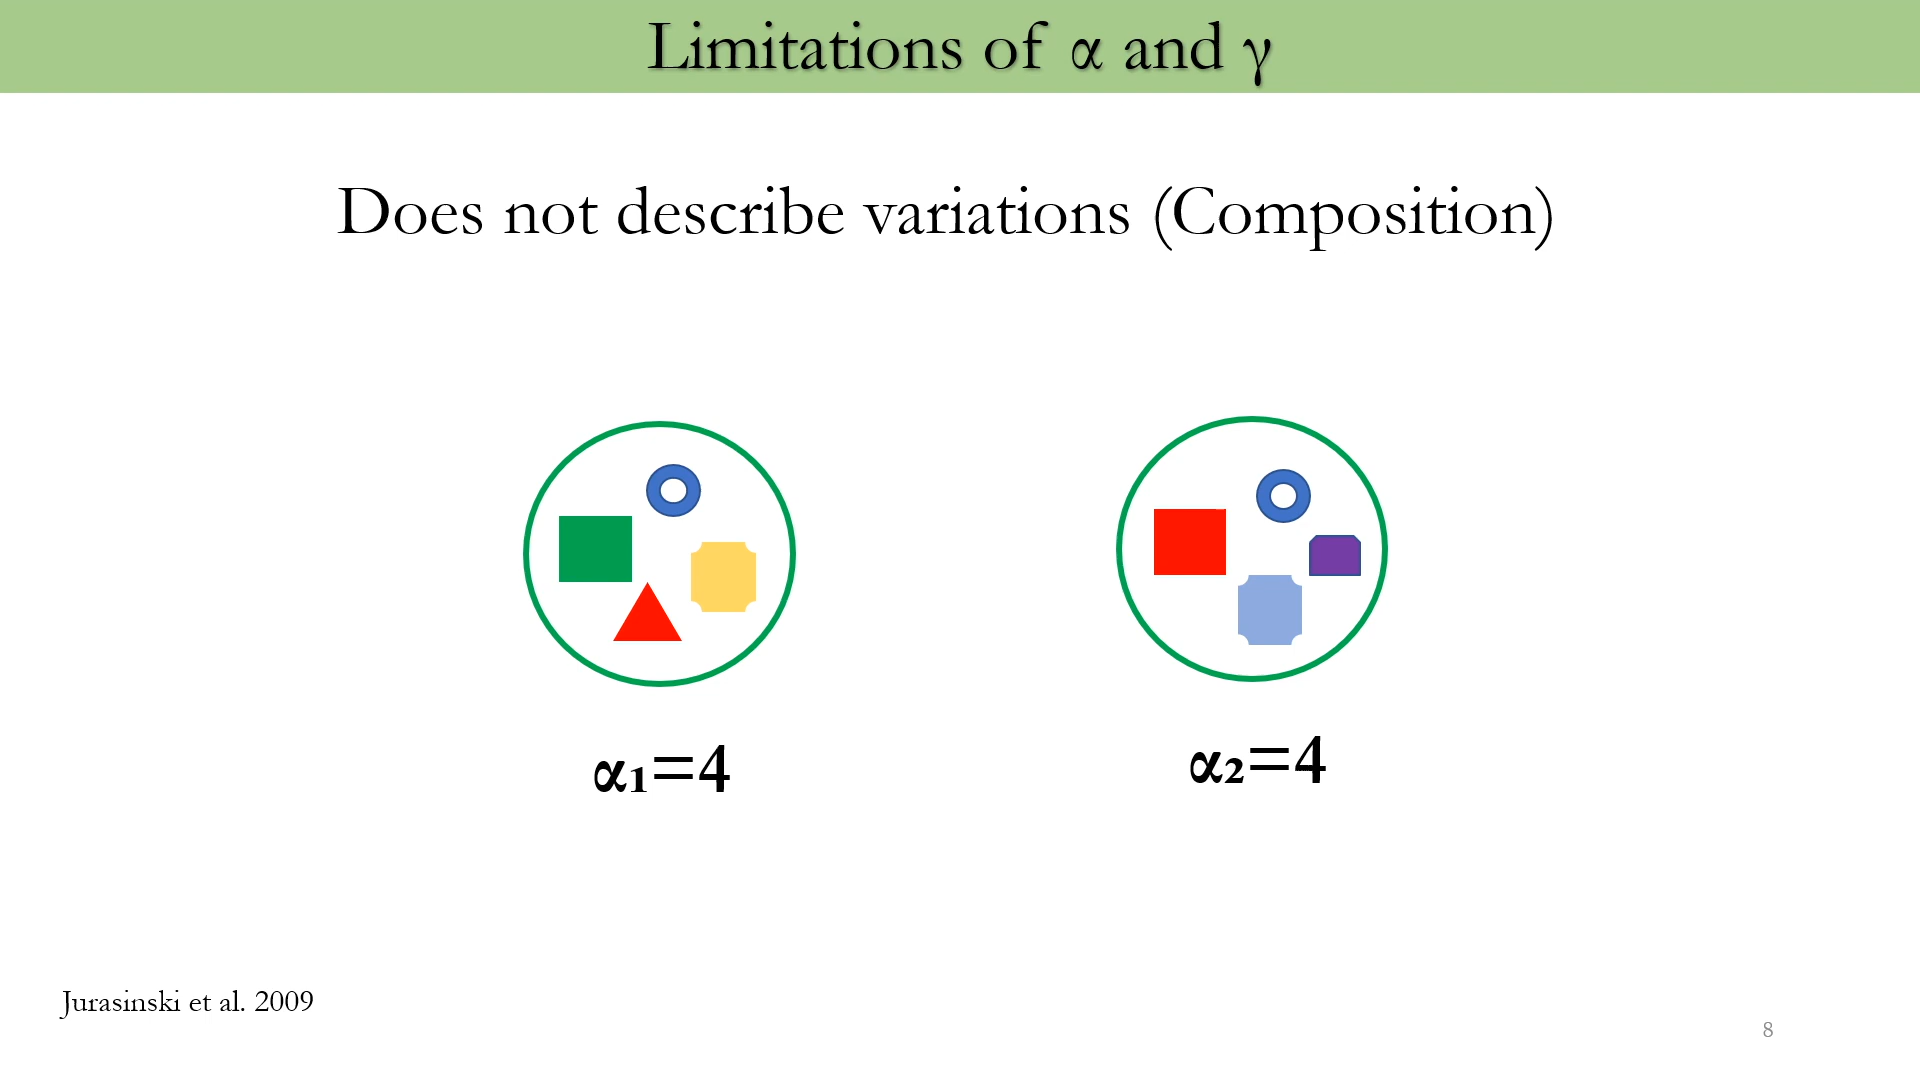 Limitations of α and γ
Does not describe variations (Composition)
α₁=4
α₂=4
Jurasinski et al. 2009
8